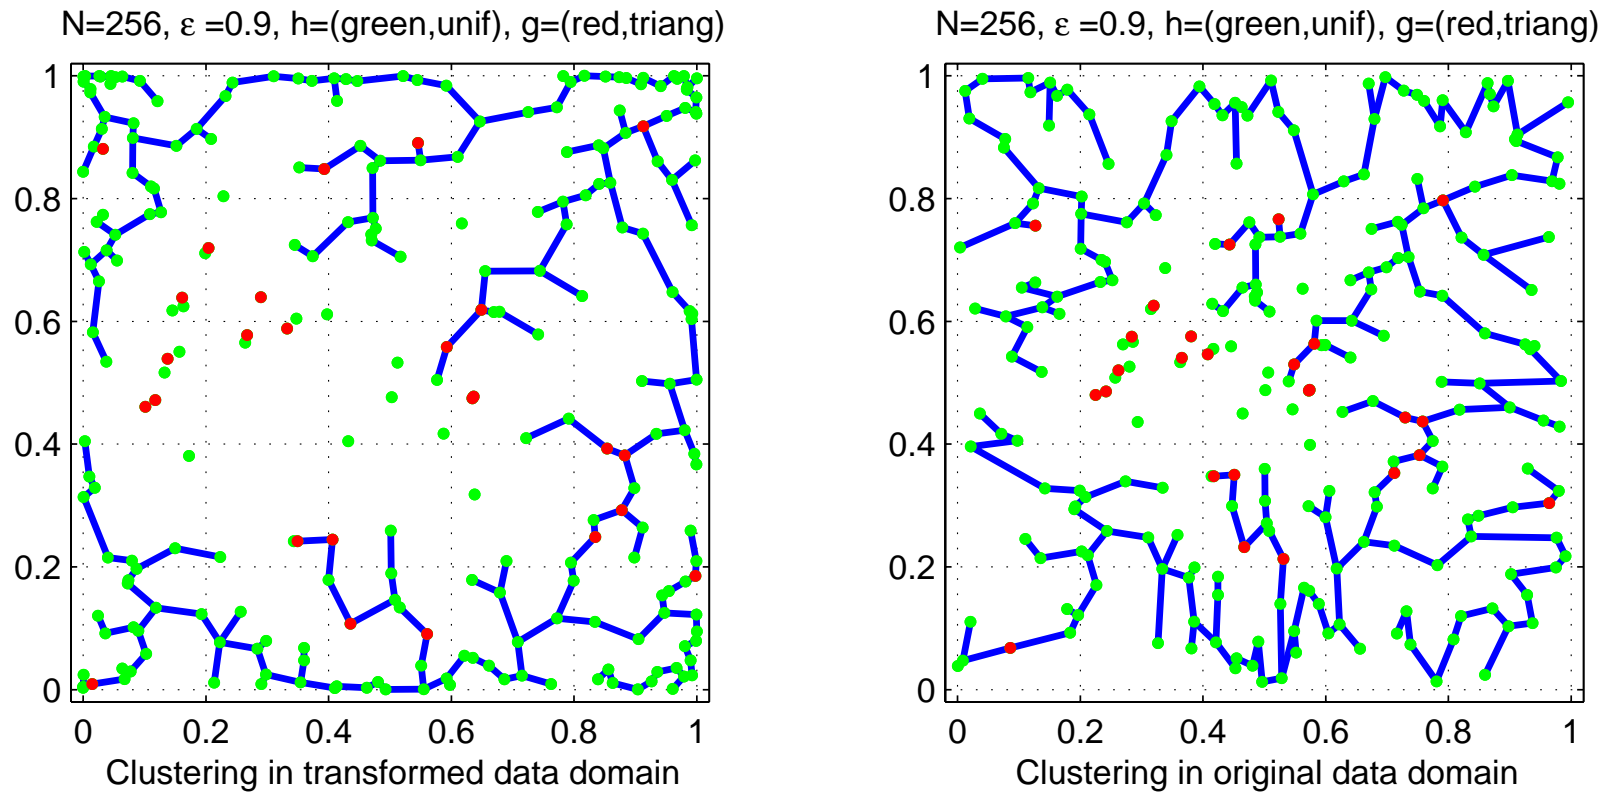 N=256, ε =0.9, h=(green,unif), g=(red,triang)
1
0.8
0.6
0.4
0.2
0
0 0.2 0.4 0.6 0.8 1
Clustering in transformed data domain
N=256, ε =0.9, h=(green,unif), g=(red,triang)
1
0.8
0.6
0.4
0.2
0
0 0.2 0.4 0.6 0.8 1
Clustering in original data domain